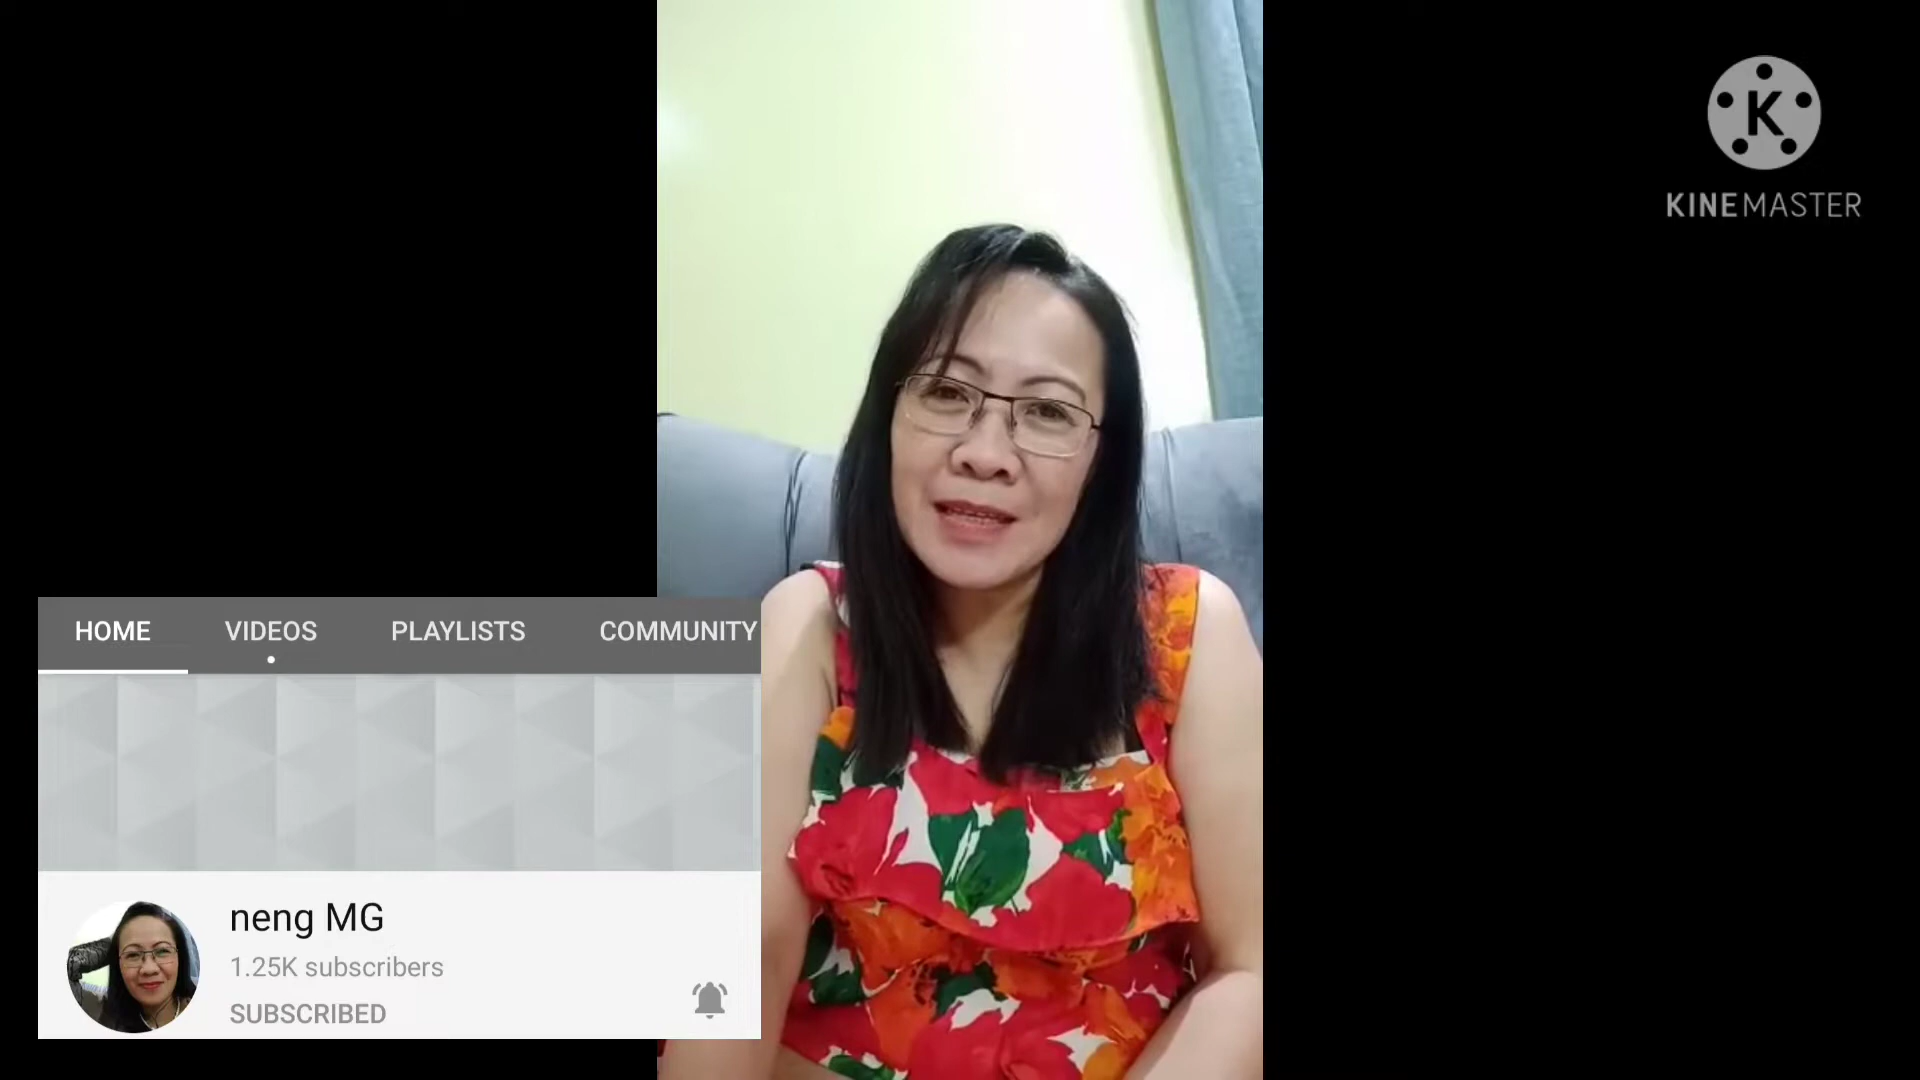 K
KINEMASTER
HOME VIDEOS PLAYLISTS COMMUNITY
neng MG
1.25K subscribers
SUBSCRIBED